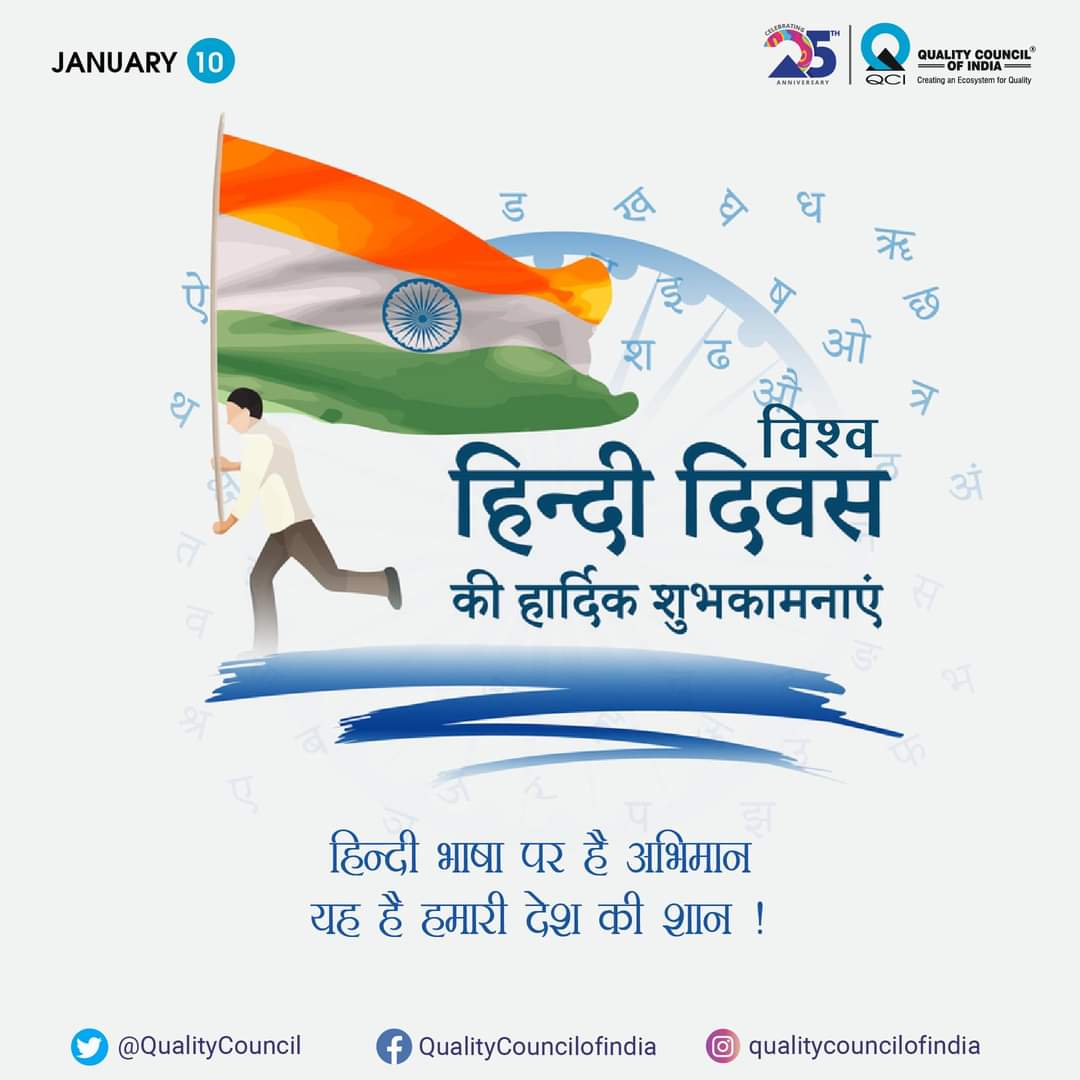 JANUARY 10
CELEBRATING
25TH
ANNIVERSARY
QCI
QUALITY COUNCIL®
OF INDIA
Creating an Ecosystem for Quality
ड
ध
ऋ
ऐ
इ
ष
छ
श
ढ
ओ
थ
औ
त्र
विश्व
हिन्दी दिवस
अं
की हार्दिक शुभकामनाएं
त
स
व
ङ
भ
श्र
ब
उ
फ
ए
ज
प
झ
हिन्दी भाषा पर है अभिमान
यह है हमारी देश की शान !
@QualityCouncil
QualityCouncilofindia
qualitycouncilofindia